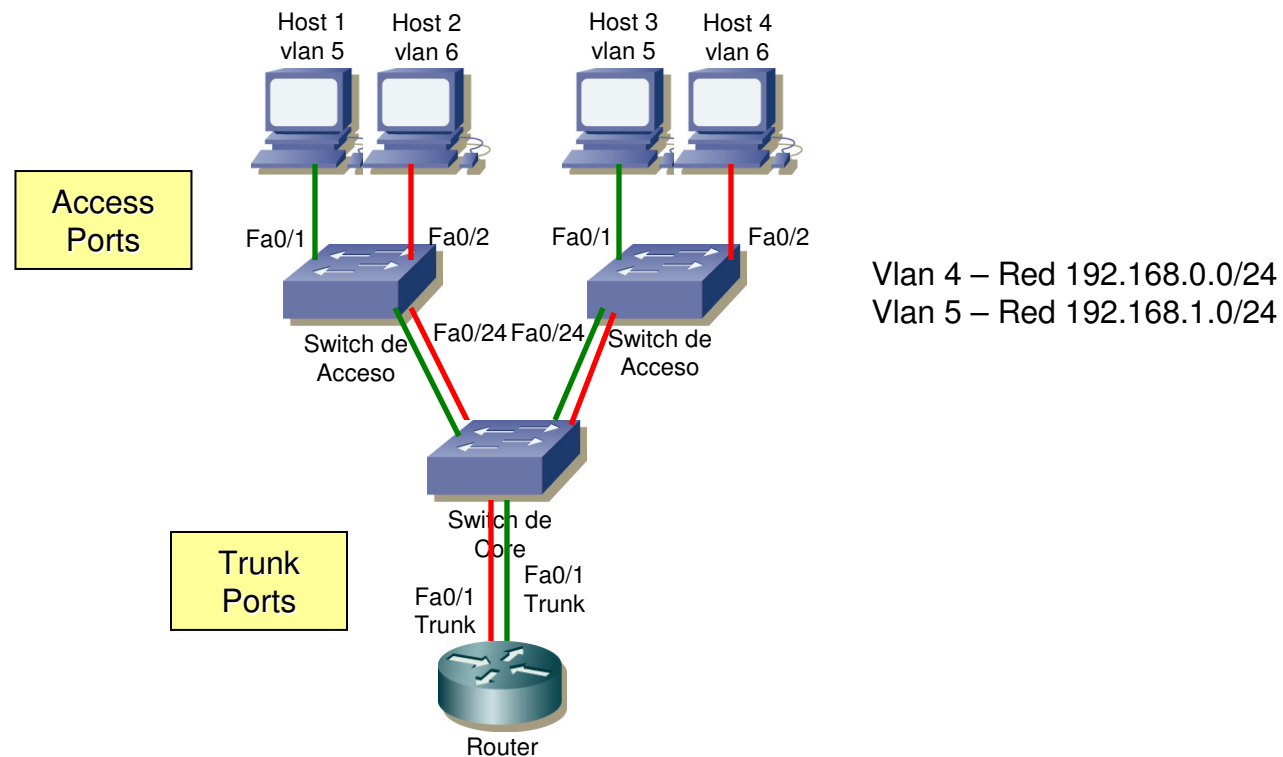 Host 1
vlan 5
Host 2
vlan 6
Host 3
vlan 5
Host 4
vlan 6
Access
Ports
Fa0/1
Fa0/2
Fa0/1
Fa0/2
Vlan 4 – Red 192.168.0.0/24
Vlan 5 – Red 192.168.1.0/24
Switch de
Acceso
Fa0/24
Fa0/24
Switch de
Acceso
Switch de
Core
Trunk
Ports
Fa0/1
Trunk
Fa0/1
Trunk
Router